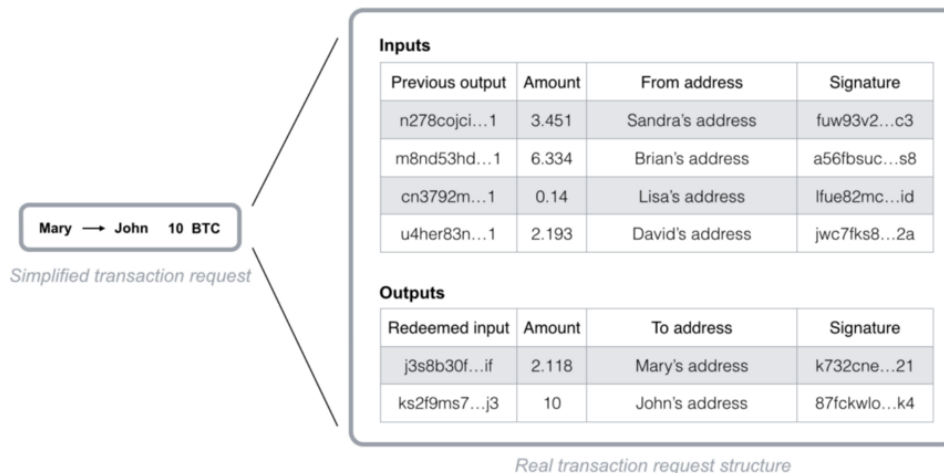 Inputs
Previous output Amount From address Signature
n278cojci…1 3.451 Sandra's address fuw93v2…c3
m8nd53hd…1 6.334 Brian's address a56fbsuc…s8
cn3792m…1 0.14 Lisa's address lfue82mc…id
u4her83n…1 2.193 David's address jwc7fks8…2a
Mary → John 10 BTC
Simplified transaction request
Outputs
Redeemed input Amount To address Signature
j3s8b30f…if 2.118 Mary's address k732cne…21
ks2f9ms7…j3 10 John's address 87fckwlo…k4
Real transaction request structure